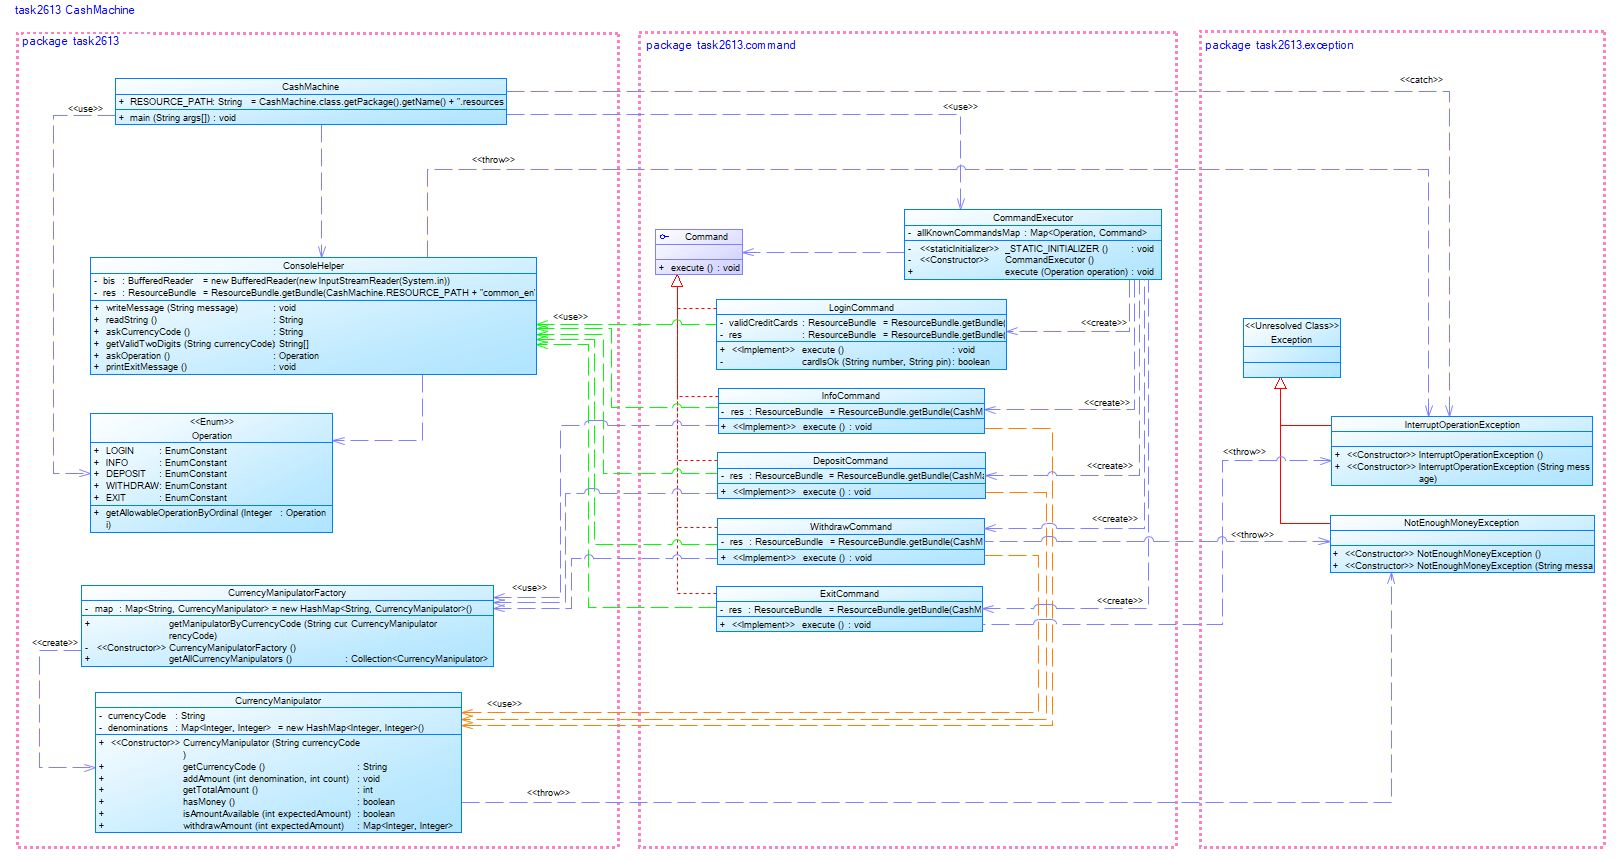 task2613 CashMachine
package task2613
CashMachine
+ RESOURCE_PATH: String = CashMachine.class.getPackage().getName() + ".resources
+ main (String args[]) : void
<<use>>
<<throw>>
ConsoleHelper
- bis : BufferedReader = new BufferedReader(new InputStreamReader(System.in))
- res : ResourceBundle = ResourceBundle.getBundle(CashMachine.RESOURCE_PATH + "common_en"
+ writeMessage (String message) : void
+ readString () : String
+ askCurrencyCode () : String
+ getValidTwoDigits (String currencyCode) : String[]
+ askOperation () : Operation
+ printExitMessage () : void
<<use>>
<<Enum>>
Operation
+ LOGIN : EnumConstant
+ INFO : EnumConstant
+ DEPOSIT : EnumConstant
+ WITHDRAW: EnumConstant
+ EXIT : EnumConstant
+ getAllowableOperationByOrdinal (Integer : Operation
i)
<<use>>
CurrencyManipulatorFactory
- map : Map<String, CurrencyManipulator> = new HashMap<String, CurrencyManipulator>()
+ getManipulatorByCurrencyCode (String cur: CurrencyManipulator
rencyCode)
- <<Constructor>> CurrencyManipulatorFactory ()
+ getAllCurrencyManipulators () : Collection<CurrencyManipulator>
<<create>>
<<use>>
CurrencyManipulator
- currencyCode : String
- denominations : Map<Integer, Integer> = new HashMap<Integer, Integer>()
+ <<Constructor>> CurrencyManipulator (String currencyCode
)
+ getCurrencyCode () : String
+ addAmount (int denomination, int count) : void
+ getTotalAmount () : int
+ hasMoney () : boolean
+ isAmountAvailable (int expectedAmount) : boolean
+ withdrawAmount (int expectedAmount) : Map<Integer, Integer>
<<throw>>
package task2613.command
<<use>>
CommandExecutor
- allKnownCommandsMap : Map<Operation, Command>
- <<staticInitializer>> _STATIC_INITIALIZER () : void
- <<Constructor>> CommandExecutor ()
+ execute (Operation operation) : void
Command
+ execute () : void
LoginCommand
- validCreditCards : ResourceBundle = ResourceBundle.getBundle(
- res : ResourceBundle = ResourceBundle.getBundle(
+ <<Implement>> execute () : void
- cardIsOk (String number, String pin) : boolean
<<create>>
InfoCommand
- res : ResourceBundle = ResourceBundle.getBundle(CashM
+ <<Implement>> execute () : void
<<create>>
DepositCommand
- res : ResourceBundle = ResourceBundle.getBundle(CashMa
+ <<Implement>> execute () : void
<<create>>
WithdrawCommand
- res : ResourceBundle = ResourceBundle.getBundle(CashM
+ <<Implement>> execute () : void
<<create>>
ExitCommand
- res : ResourceBundle = ResourceBundle.getBundle(CashM
+ <<Implement>> execute () : void
<<create>>
package task2613.exception
<<catch>>
<<Unresolved Class>>
Exception
InterruptOperationException
+ <<Constructor>> InterruptOperationException ()
+ <<Constructor>> InterruptOperationException (String mess
age)
<<throw>>
NotEnoughMoneyException
+ <<Constructor>> NotEnoughMoneyException ()
+ <<Constructor>> NotEnoughMoneyException (String messa
<<throw>>